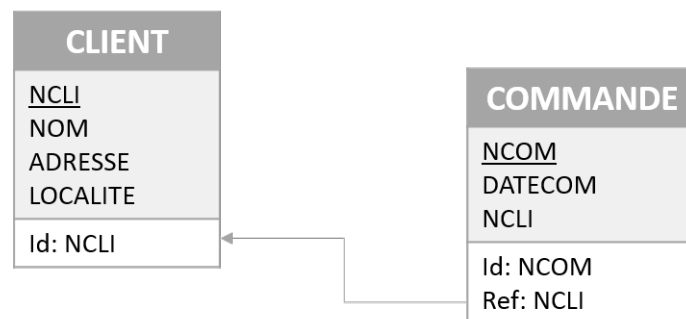 CLIENT
NCLI
NOM
ADRESSE
LOCALITE
Id: NCLI
COMMANDE
NCOM
DATECOM
NCLI
Id: NCOM
Ref: NCLI